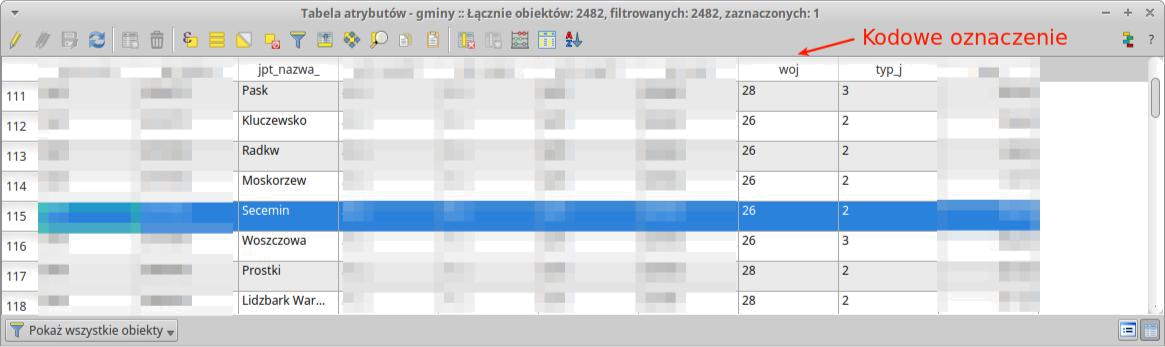 Tabela atrybutów - gminy :: Łącznie obiektów: 2482, filtrowanych: 2482, zaznaczonych: 1
Kodowe oznaczenie
jpt_nazwa_ woj typ_j
111 Pask 28 3
112 Kluczewsko 26 2
113 Radkw 26 2
114 Moskorzew 26 2
115 Secemin 26 2
116 Woszczowa 26 3
117 Prostki 28 2
118 Lidzbark War... 28 2
Pokaż wszystkie obiekty